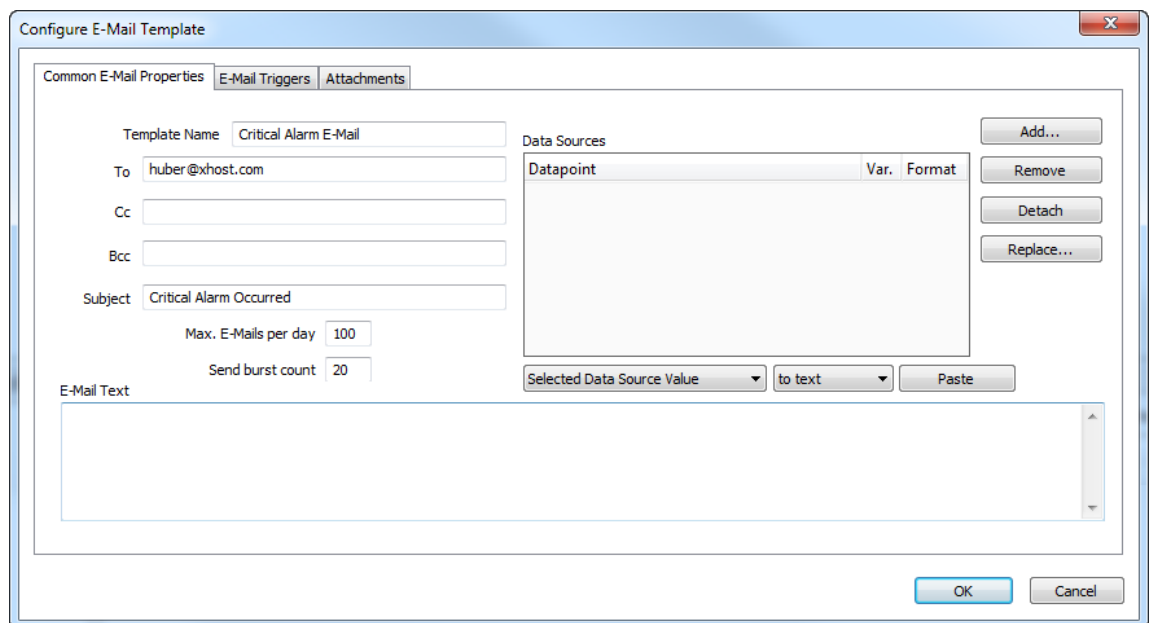 Configure E-Mail Template
Common E-Mail Properties E-Mail Triggers Attachments
Template Name Critical Alarm E-Mail
To huber@xhost.com
Cc
Bcc
Subject Critical Alarm Occurred
Max. E-Mails per day 100
Send burst count 20
Data Sources
Datapoint Var. Format
Add...
Remove
Detach
Replace...
Selected Data Source Value to text Paste
E-Mail Text
OK Cancel